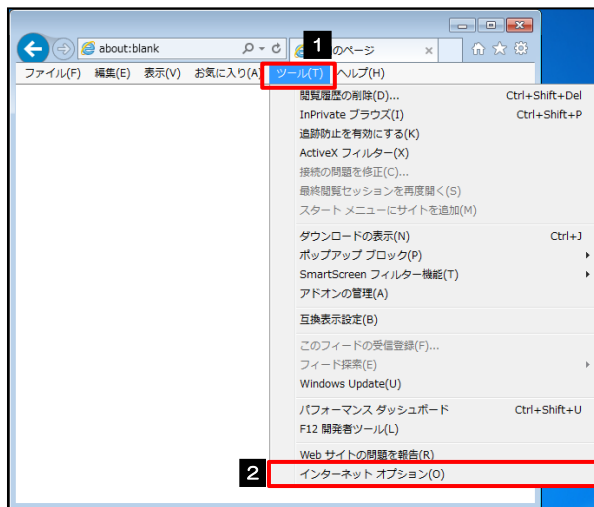 1
about:blank
のページ
ファイル(F) 編集(E) 表示(V) お気に入り(A) ツール(T) ヘルプ(H)
閲覧履歴の削除(D)... Ctrl+Shift+Del
InPrivate ブラウズ(I) Ctrl+Shift+P
追跡防止を有効にする(K)
ActiveX フィルター(X)
接続の問題を修正(C)...
最終閲覧セッションを再度開く(S)
スタート メニューにサイトを追加(M)
ダウンロードの表示(N) Ctrl+J
ポップアップ ブロック(P)
SmartScreen フィルター機能(T)
アドオンの管理(A)
互換表示設定(B)
このフィードの受信登録(F)...
フィード探索(E)
Windows Update(U)
パフォーマンス ダッシュボード Ctrl+Shift+U
F12 開発者ツール(L)
Web サイトの問題を報告(R)
2 インターネット オプション(O)